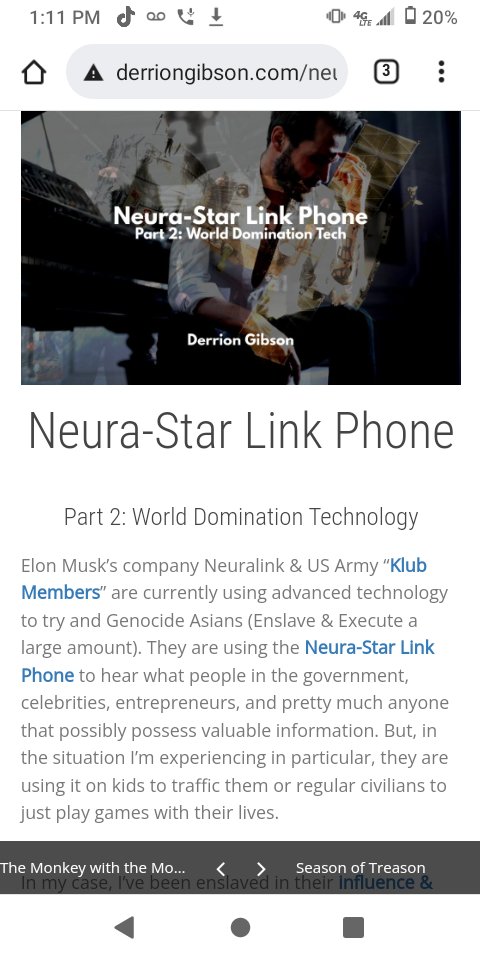 1:11 PM
4G LTE
20%
derriongibson.com/neu
3
Neura-Star Link Phone
Part 2: World Domination Tech
Derrion Gibson
Neura-Star Link Phone
Part 2: World Domination Technology
Elon Musk’s company Neuralink & US Army “Klub
Members” are currently using advanced technology
to try and Genocide Asians (Enslave & Execute a
large amount). They are using the Neura-Star Link
Phone to hear what people in the government,
celebrities, entrepreneurs, and pretty much anyone
that possibly possess valuable information. But, in
the situation I’m experiencing in particular, they are
using it on kids to traffic them or regular civilians to
just play games with their lives.
The Monkey with the Mo...
Season of Treason
In my case, I’ve been enslaved in their Influence &